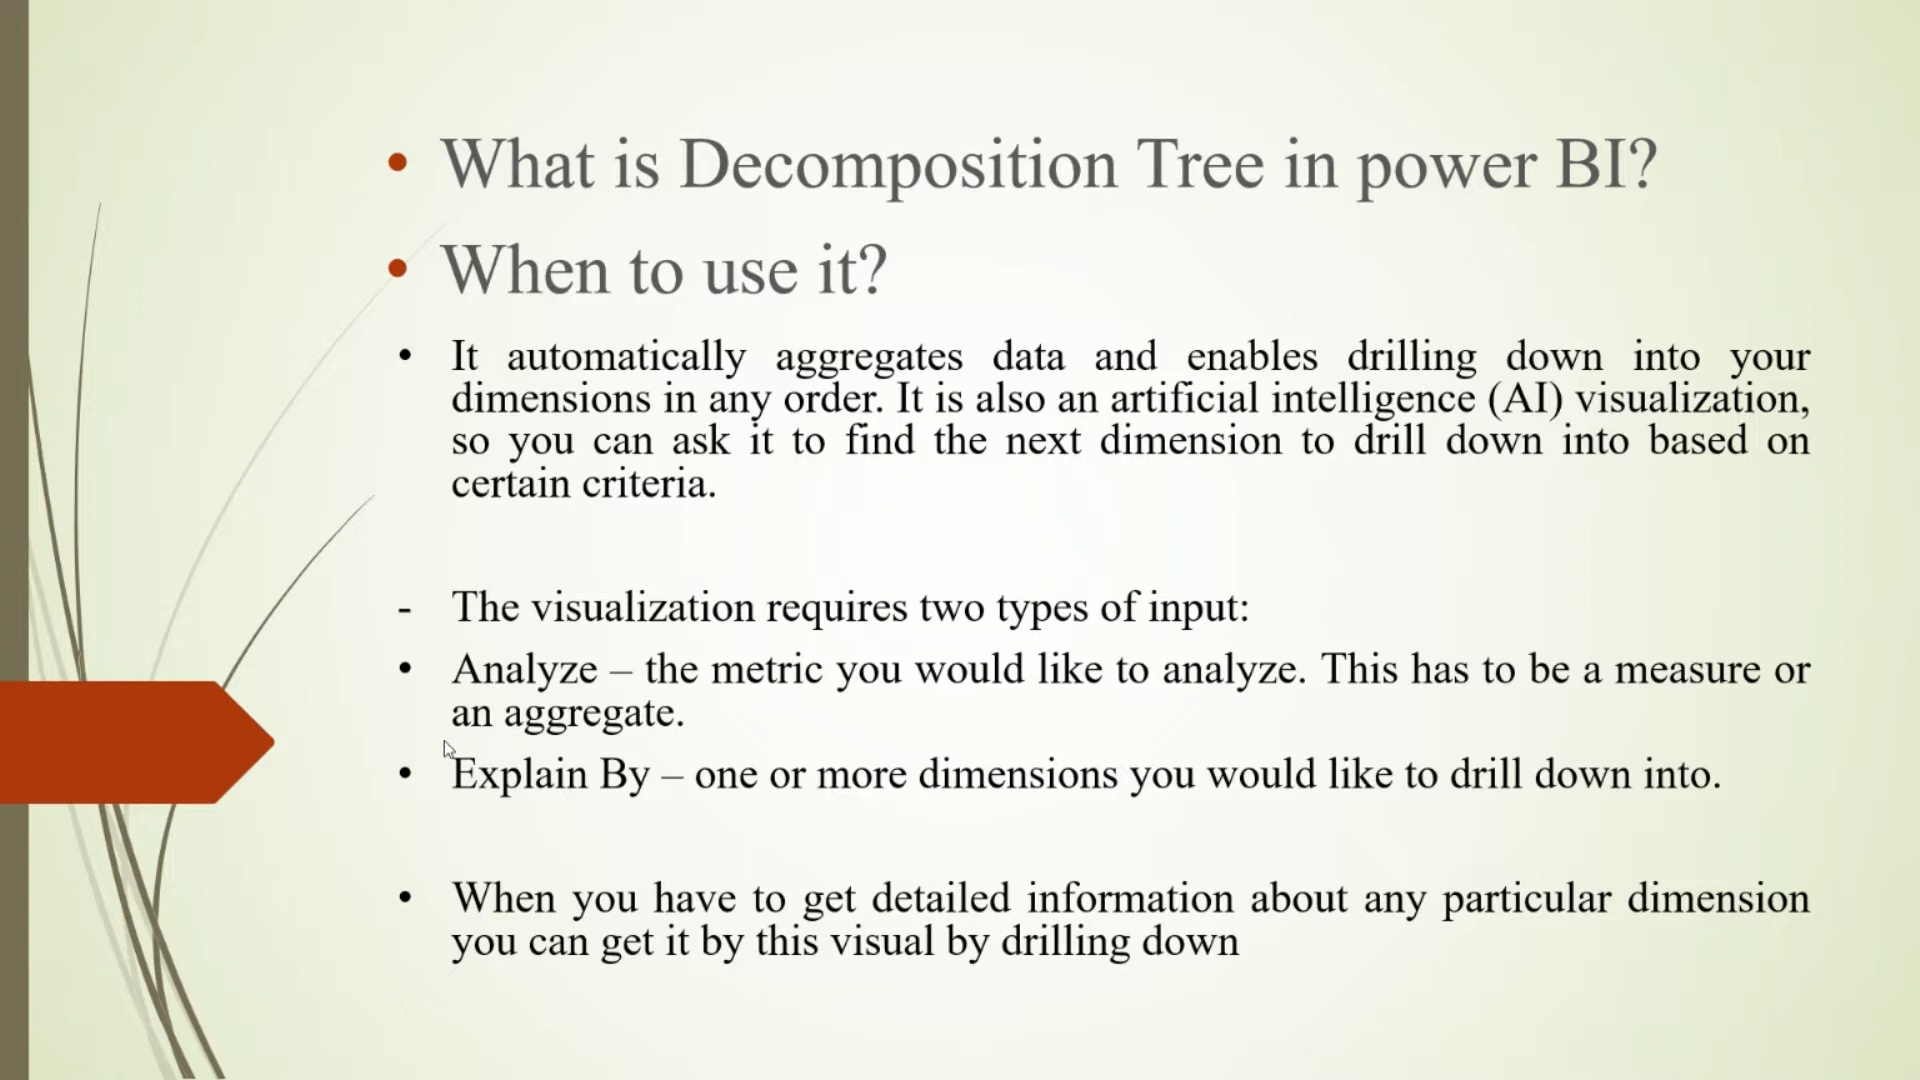 • What is Decomposition Tree in power BI?
• When to use it?
• It automatically aggregates data and enables drilling down into your
dimensions in any order. It is also an artificial intelligence (AI) visualization,
so you can ask it to find the next dimension to drill down into based on
certain criteria.
- The visualization requires two types of input:
• Analyze – the metric you would like to analyze. This has to be a measure or
an aggregate.
• Explain By – one or more dimensions you would like to drill down into.
• When you have to get detailed information about any particular dimension
you can get it by this visual by drilling down